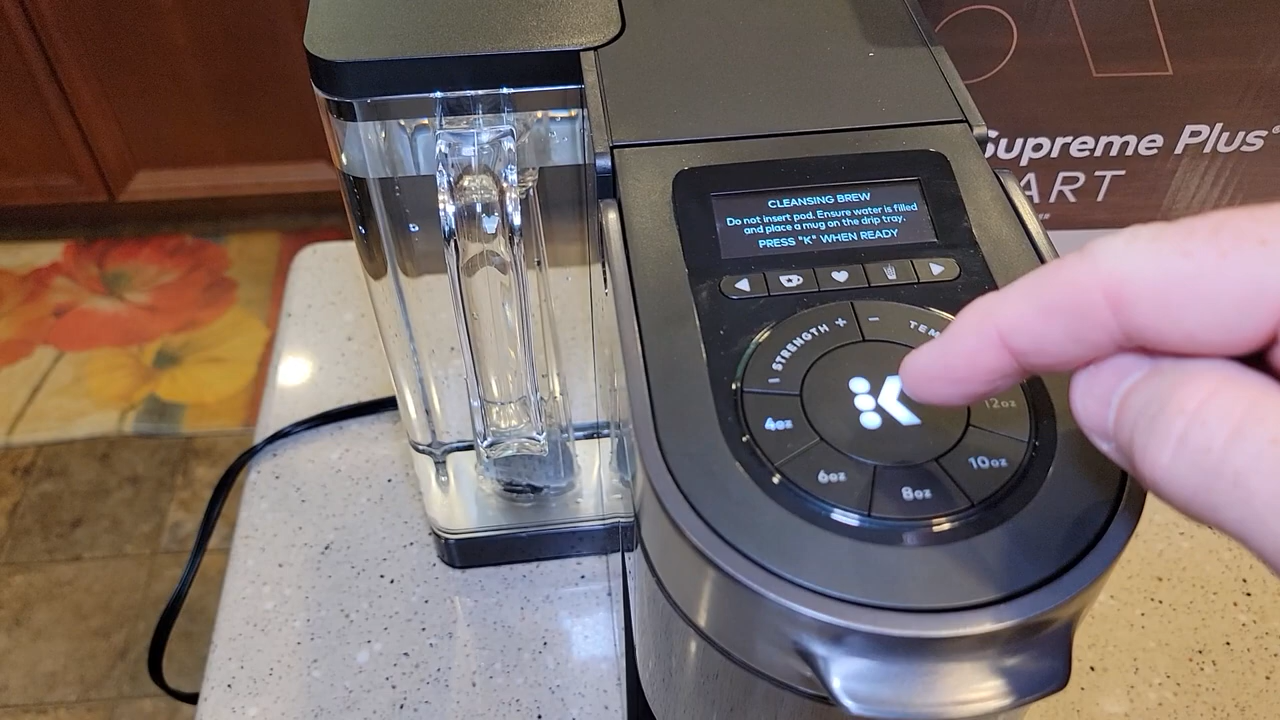 Supreme Plus®
ART
CLEANSING BREW
Do not insert pod. Ensure water is filled
and place a mug on the drip tray.
PRESS "K" WHEN READY
STRENGTH +
− TEM
K
4oz
12oz
6oz
10oz
8oz